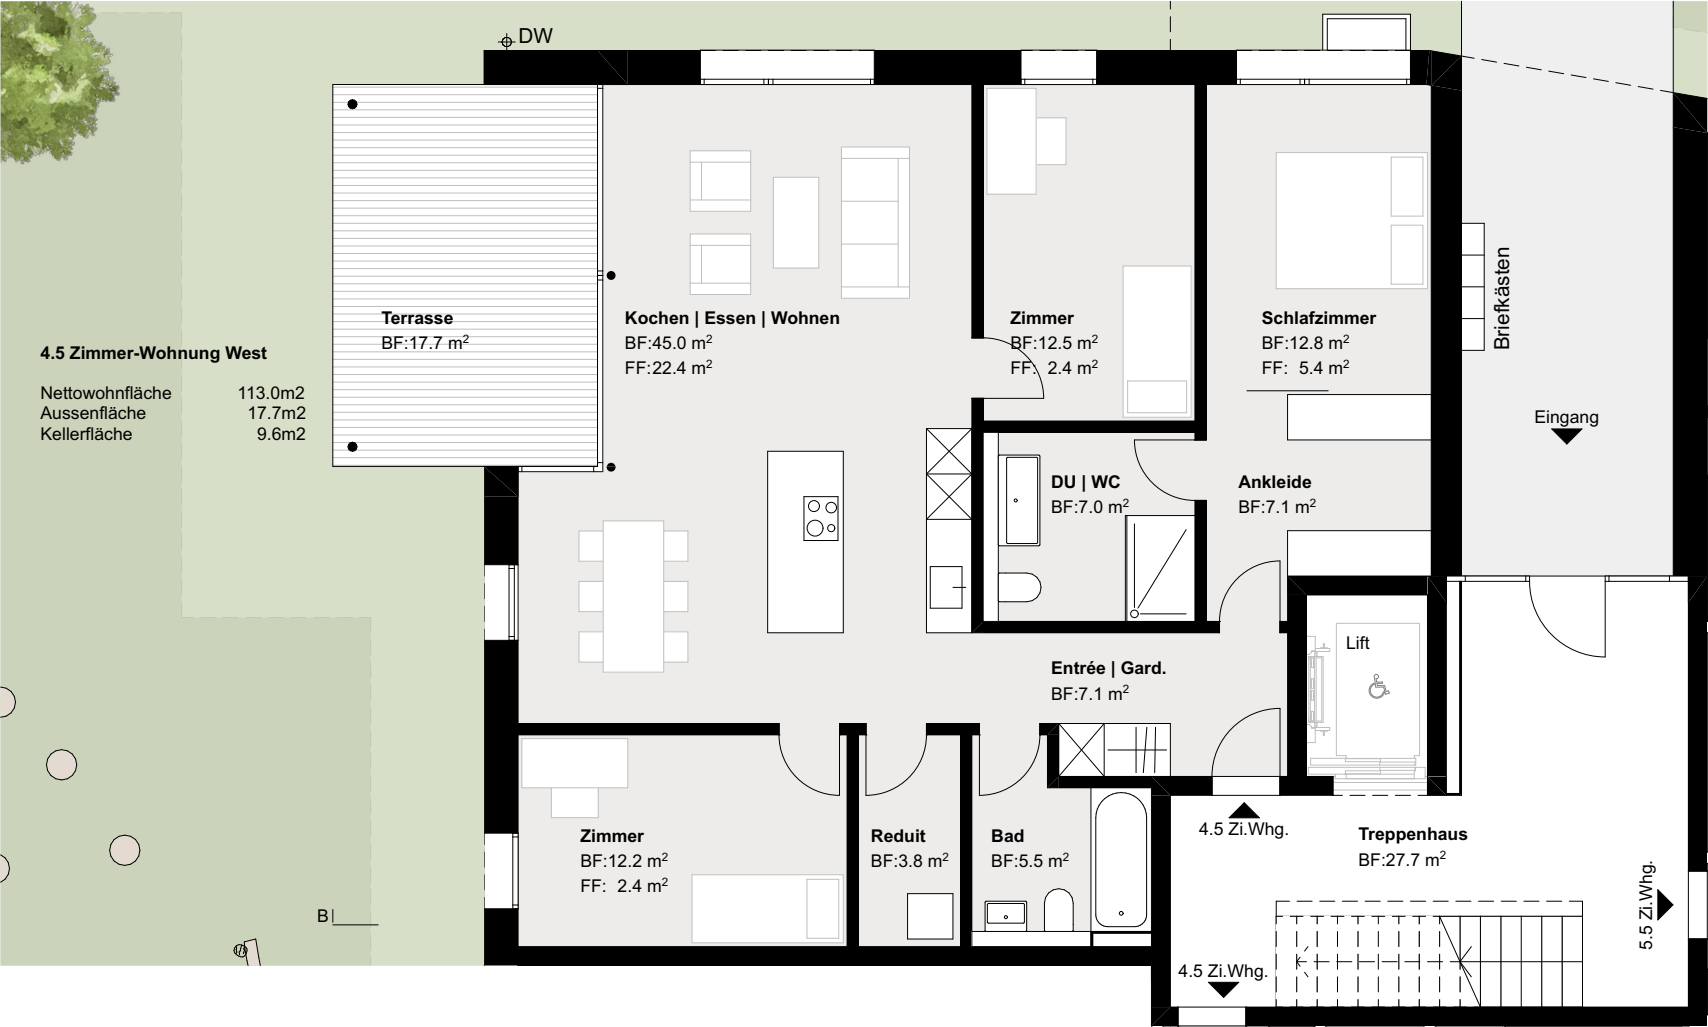 DW
4.5 Zimmer-Wohnung West
Nettowohnfläche 113.0m2
Aussenfläche 17.7m2
Kellerfläche 9.6m2
Terrasse
BF:17.7 m²
Kochen | Essen | Wohnen
BF:45.0 m²
FF:22.4 m²
Zimmer
BF:12.5 m²
FF: 2.4 m²
Schlafzimmer
BF:12.8 m²
FF: 5.4 m²
Briefkästen
Eingang
DU | WC
BF:7.0 m²
Ankleide
BF:7.1 m²
Entrée | Gard.
BF:7.1 m²
Lift
Zimmer
BF:12.2 m²
FF: 2.4 m²
Reduit
BF:3.8 m²
Bad
BF:5.5 m²
4.5 Zi.Whg.
Treppenhaus
BF:27.7 m²
5.5 Zi.Whg.
4.5 Zi.Whg.
B